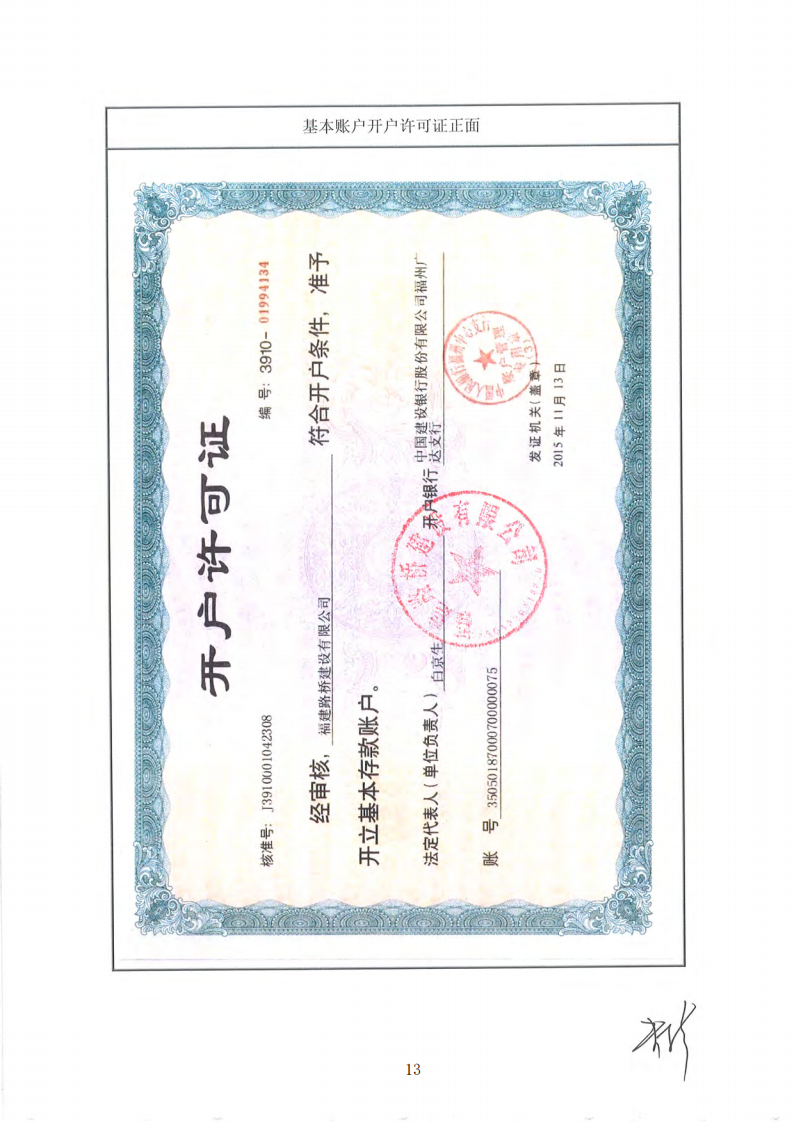 基本账户开户许可证正面
开户许可证
核准号: J3910001042308
编 号: 3910- 01994134
经审核, 福建路桥建设有限公司 符合开户条件, 准予
开立基本存款账户。
法定代表人(单位负责人) 白京生 开户银行 中国建设银行股份有限公司福州广
达支行
账 号 35050187000700000075
发证机关(盖章)
2015 年 11 月 13 日
13